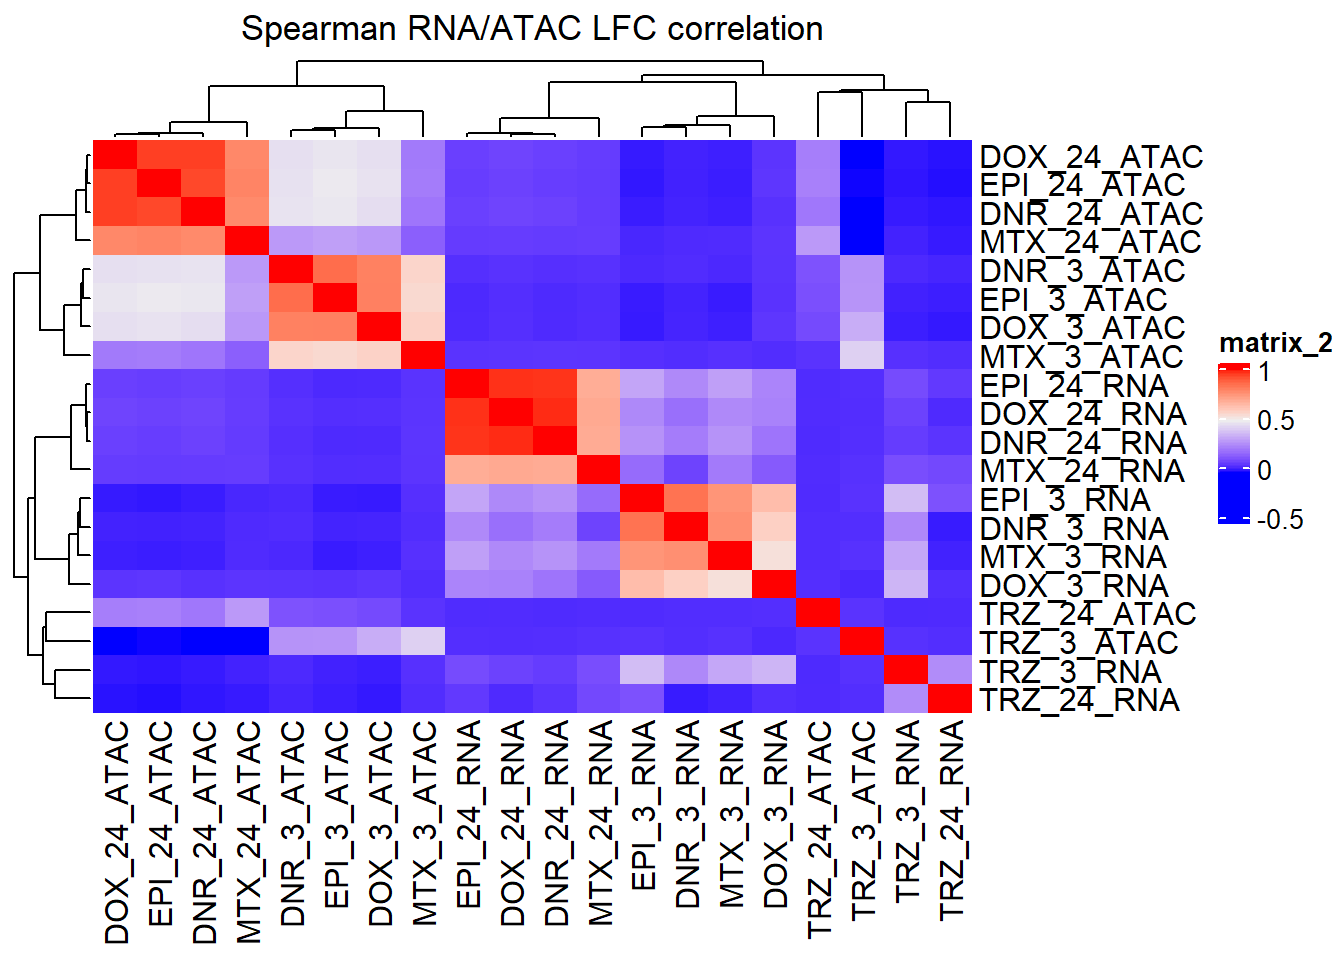 Spearman RNA/ATAC LFC correlation
DOX_24_ATAC
EPI_24_ATAC
DNR_24_ATAC
MTX_24_ATAC
DNR_3_ATAC
EPI_3_ATAC
DOX_3_ATAC
MTX_3_ATAC
EPI_24_RNA
DOX_24_RNA
DNR_24_RNA
MTX_24_RNA
EPI_3_RNA
DNR_3_RNA
MTX_3_RNA
DOX_3_RNA
TRZ_24_ATAC
TRZ_3_ATAC
TRZ_3_RNA
TRZ_24_RNA
matrix_2
1
0.5
0
-0.5
DOX_24_ATAC
EPI_24_ATAC
DNR_24_ATAC
MTX_24_ATAC
DNR_3_ATAC
EPI_3_ATAC
DOX_3_ATAC
MTX_3_ATAC
EPI_24_RNA
DOX_24_RNA
DNR_24_RNA
MTX_24_RNA
EPI_3_RNA
DNR_3_RNA
MTX_3_RNA
DOX_3_RNA
TRZ_24_ATAC
TRZ_3_ATAC
TRZ_3_RNA
TRZ_24_RNA